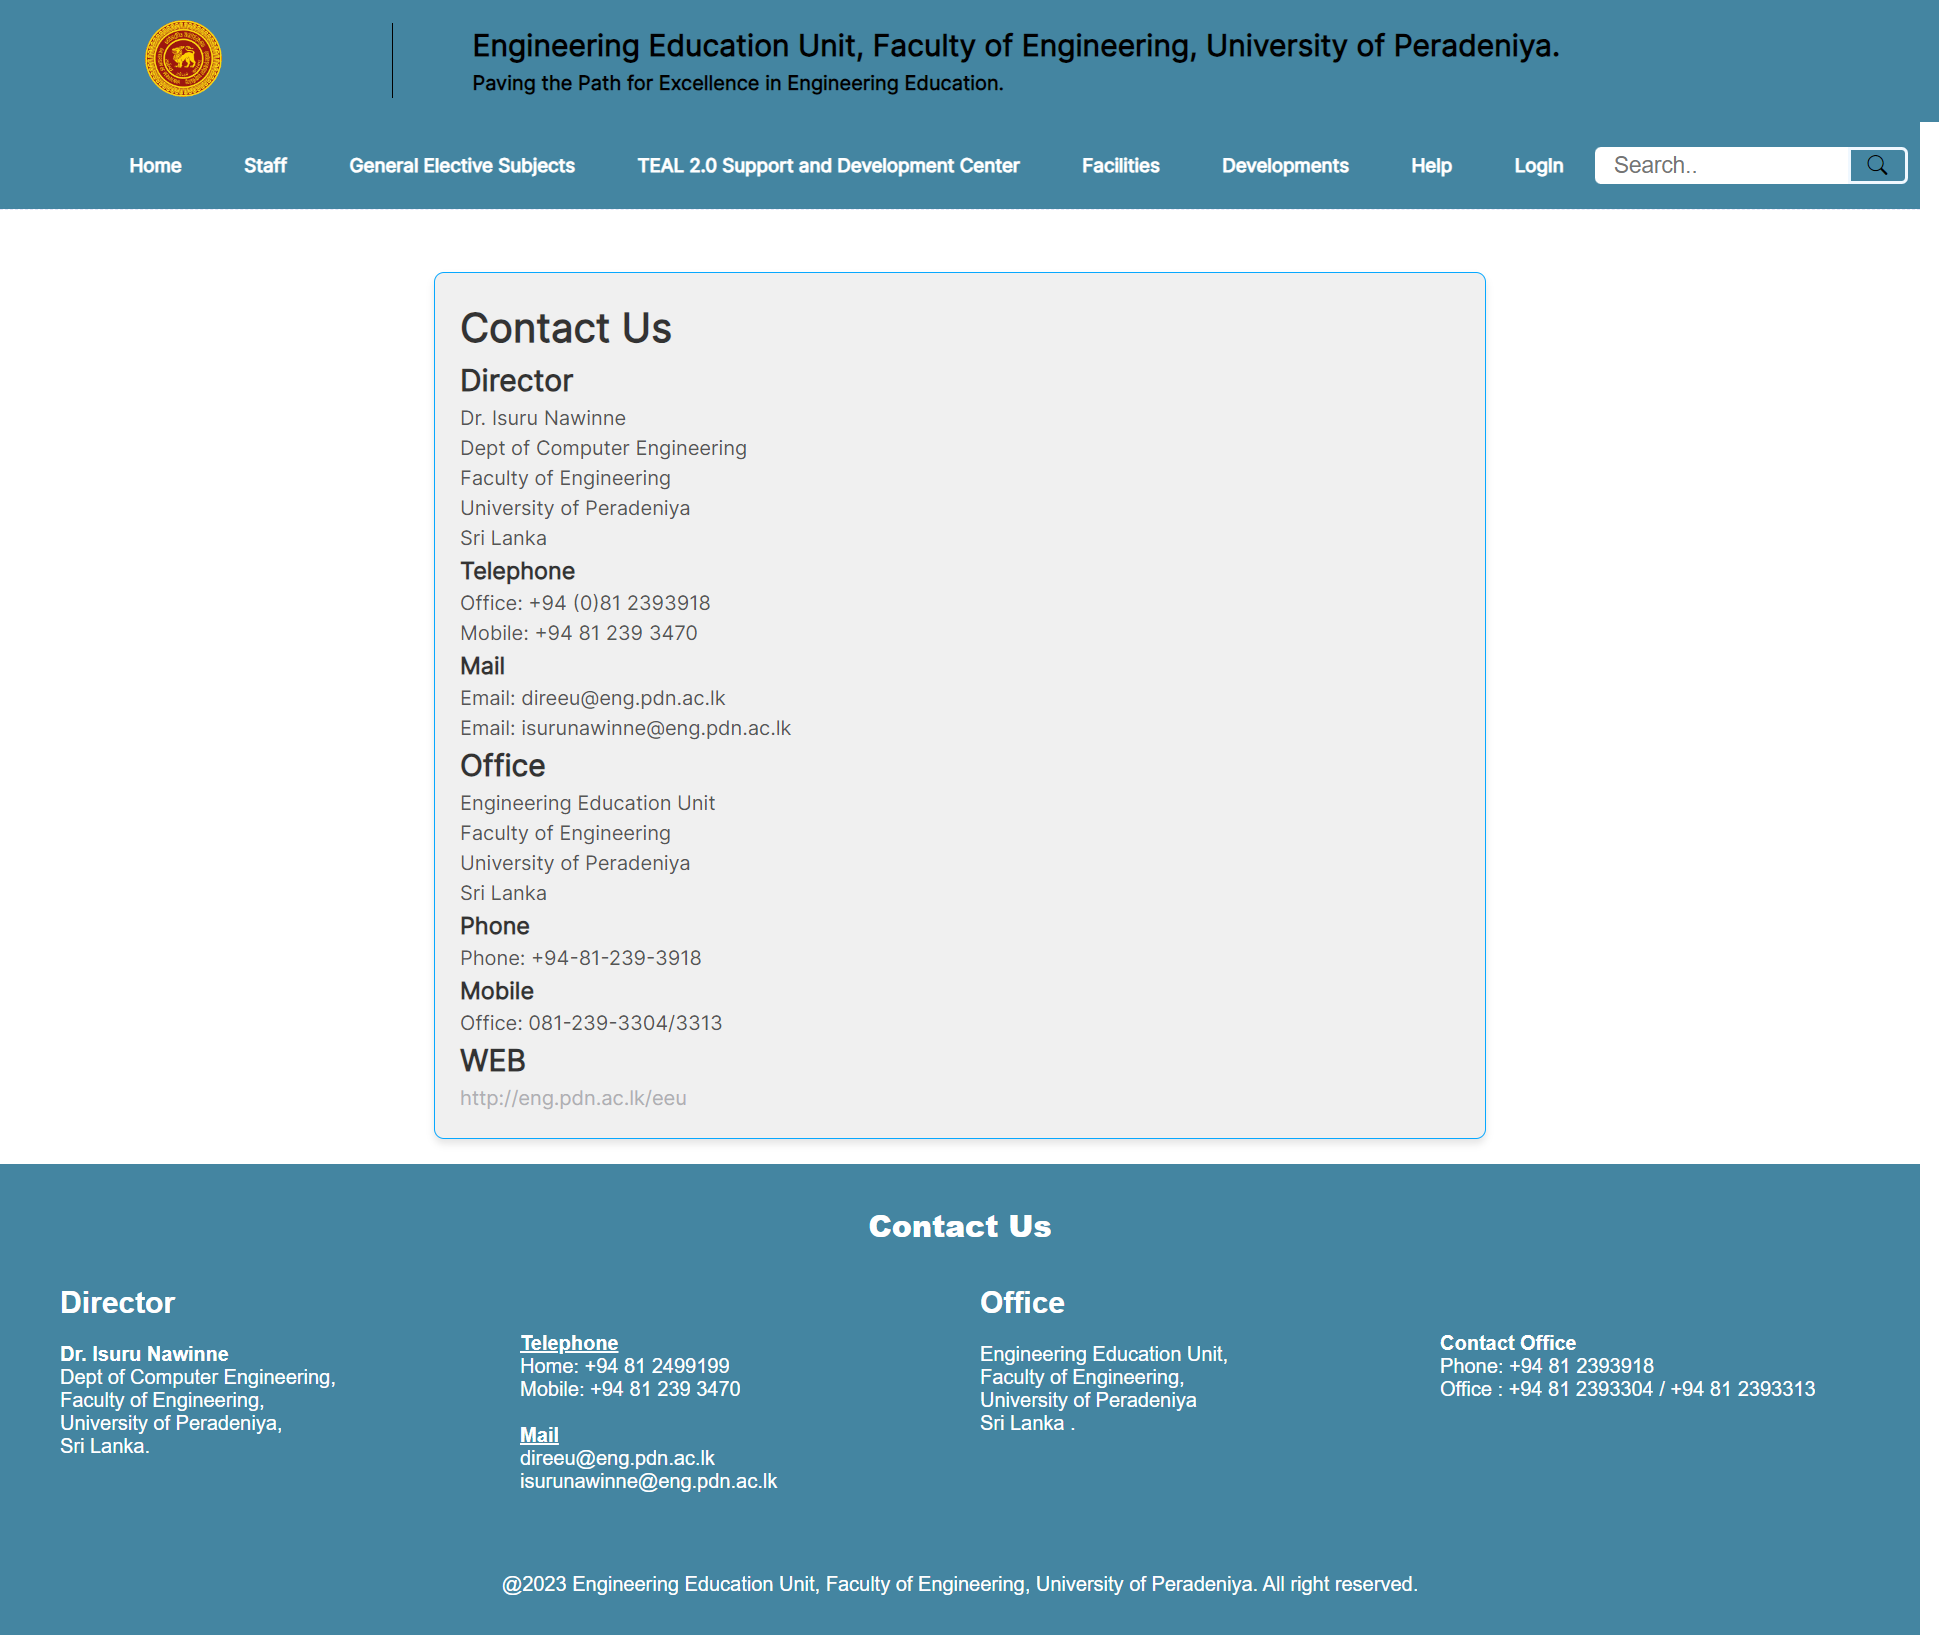 Engineering Education Unit, Faculty of Engineering, University of Peradeniya.
Paving the Path for Excellence in Engineering Education.
Home Staff General Elective Subjects TEAL 2.0 Support and Development Center Facilities Developments Help LogIn Search..
Contact Us
Director
Dr. Isuru Nawinne
Dept of Computer Engineering
Faculty of Engineering
University of Peradeniya
Sri Lanka
Telephone
Office: +94 (0)81 2393918
Mobile: +94 81 239 3470
Mail
Email: direeu@eng.pdn.ac.lk
Email: isurunawinne@eng.pdn.ac.lk
Office
Engineering Education Unit
Faculty of Engineering
University of Peradeniya
Sri Lanka
Phone
Phone: +94-81-239-3918
Mobile
Office: 081-239-3304/3313
WEB
http://eng.pdn.ac.lk/eeu
Contact Us
Director
Dr. Isuru Nawinne
Dept of Computer Engineering,
Faculty of Engineering,
University of Peradeniya,
Sri Lanka.
Telephone
Home: +94 81 2499199
Mobile: +94 81 239 3470
Mail
direeu@eng.pdn.ac.lk
isurunawinne@eng.pdn.ac.lk
Office
Engineering Education Unit,
Faculty of Engineering,
University of Peradeniya
Sri Lanka .
Contact Office
Phone: +94 81 2393918
Office : +94 81 2393304 / +94 81 2393313
@2023 Engineering Education Unit, Faculty of Engineering, University of Peradeniya. All right reserved.